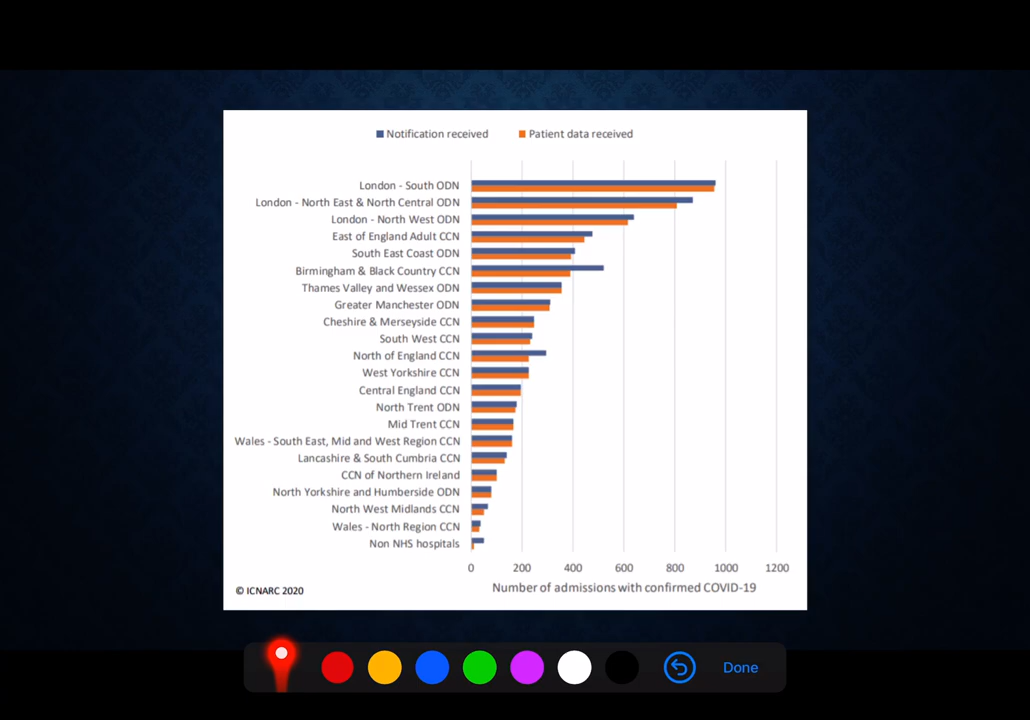 Notification received
Patient data received
London - South ODN
London - North East & North Central ODN
London - North West ODN
East of England Adult CCN
South East Coast ODN
Birmingham & Black Country CCN
Thames Valley and Wessex ODN
Greater Manchester ODN
Cheshire & Merseyside CCN
South West CCN
North of England CCN
West Yorkshire CCN
Central England CCN
North Trent ODN
Mid Trent CCN
Wales - South East, Mid and West Region CCN
Lancashire & South Cumbria CCN
CCN of Northern Ireland
North Yorkshire and Humberside ODN
North West Midlands CCN
Wales - North Region CCN
Non NHS hospitals
0 200 400 600 800 1000 1200
Number of admissions with confirmed COVID-19
© ICNARC 2020
Done